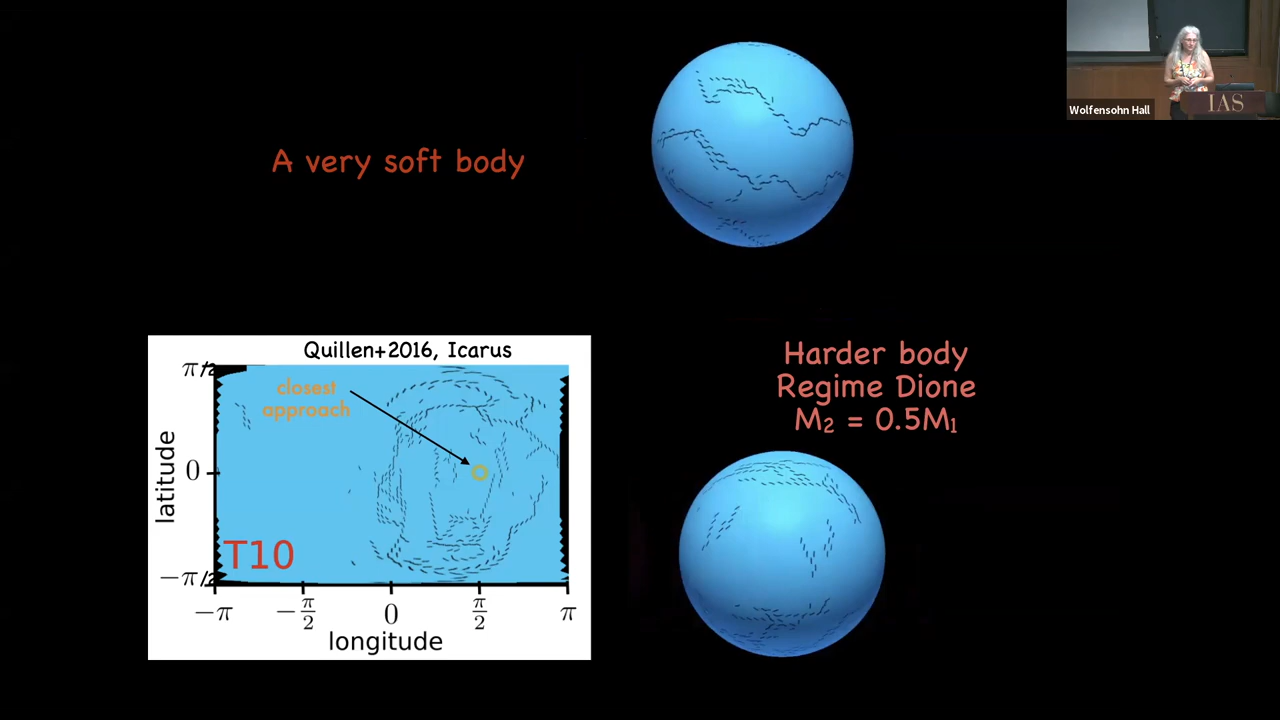 Wolfensohn Hall
IAS
A very soft body
Quillen+2016, Icarus
closest
approach
π/2
0
−π/2
latitude
T10
−π
−π/2
0
π/2
π
longitude
Harder body
Regime Dione
M₂ = 0.5M₁